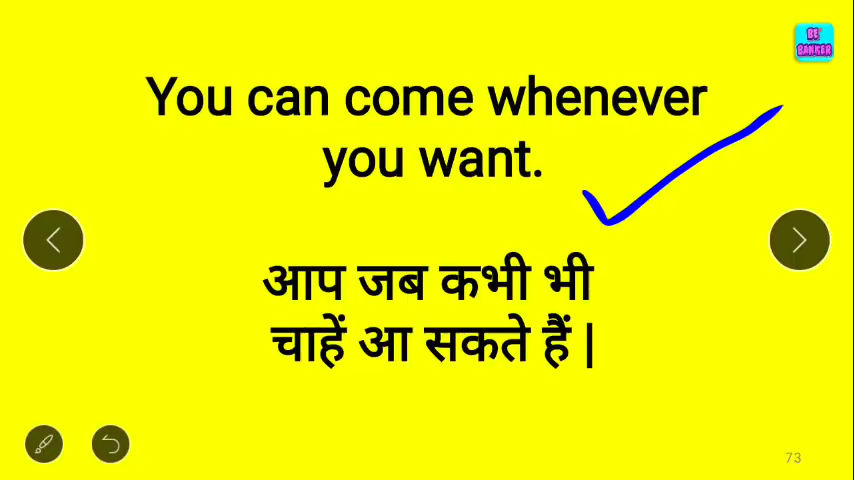 BE
BANKER
You can come whenever
you want.
आप जब कभी भी
चाहें आ सकते हैं |
73